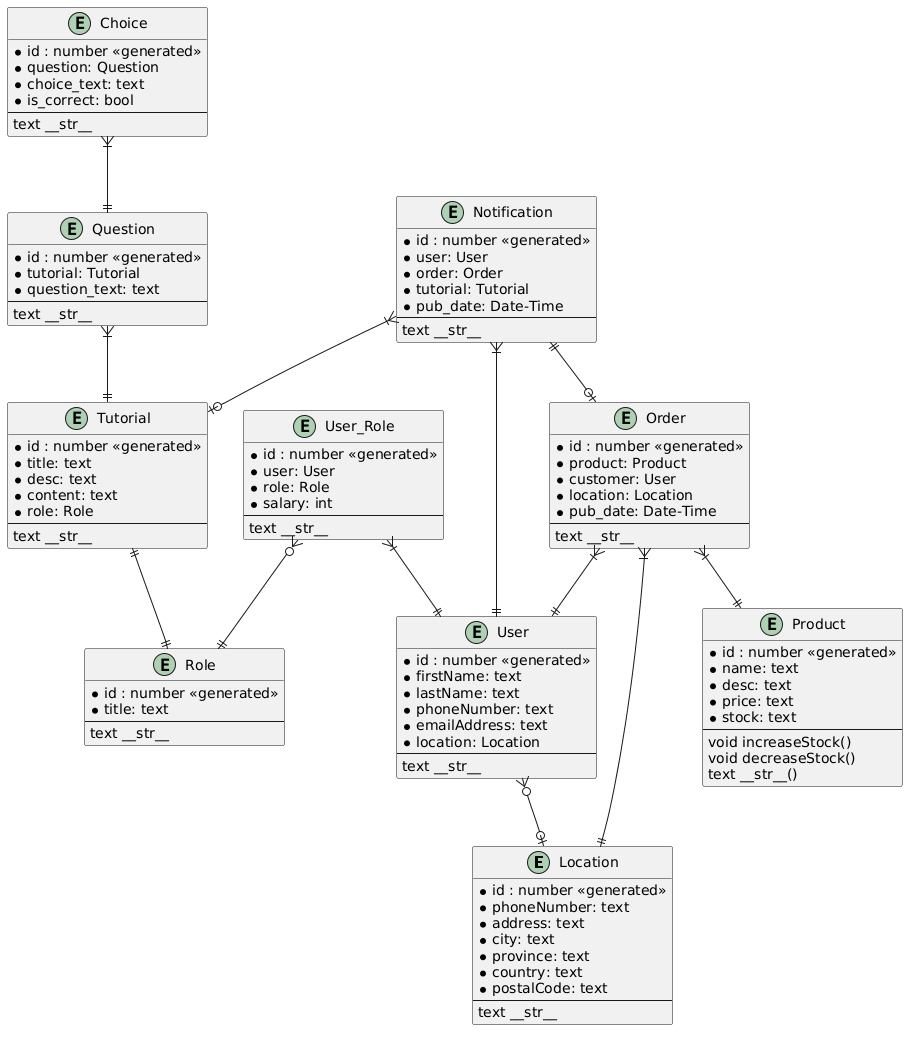 E Choice
id : number «generated»
question: Question
choice_text: text
is_correct: bool
text __str__
E Question
id : number «generated»
tutorial: Tutorial
question_text: text
text __str__
E Notification
id : number «generated»
user: User
order: Order
tutorial: Tutorial
pub_date: Date-Time
text __str__
E Tutorial
id : number «generated»
title: text
desc: text
content: text
role: Role
text __str__
E User_Role
id : number «generated»
user: User
role: Role
salary: int
text __str__
E Order
id : number «generated»
product: Product
customer: User
location: Location
pub_date: Date-Time
text __str__
E Role
id : number «generated»
title: text
text __str__
E User
id : number «generated»
firstName: text
lastName: text
phoneNumber: text
emailAddress: text
location: Location
text __str__
E Product
id : number «generated»
name: text
desc: text
price: text
stock: text
void increaseStock()
void decreaseStock()
text __str__()
E Location
id : number «generated»
phoneNumber: text
address: text
city: text
province: text
country: text
postalCode: text
text __str__